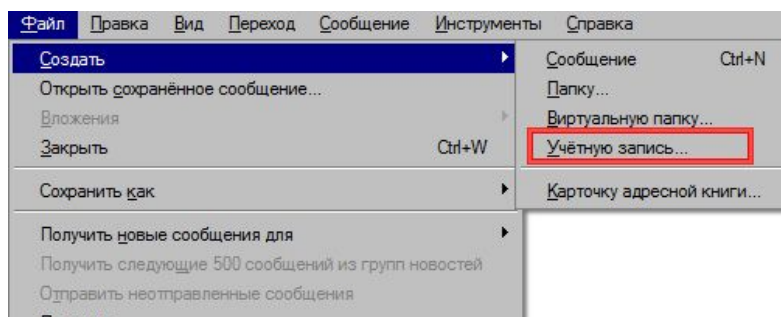 Файл Правка Вид Переход Сообщение Инструменты Справка
Создать
Открыть сохранённое сообщение...
Вложения
Закрыть Ctrl+W
Сохранить как
Получить новые сообщения для
Получить следующие 500 сообщений из групп новостей
Отправить неотправленные сообщения
Сообщение Ctrl+N
Папку...
Виртуальную папку...
Учётную запись...
Карточку адресной книги...